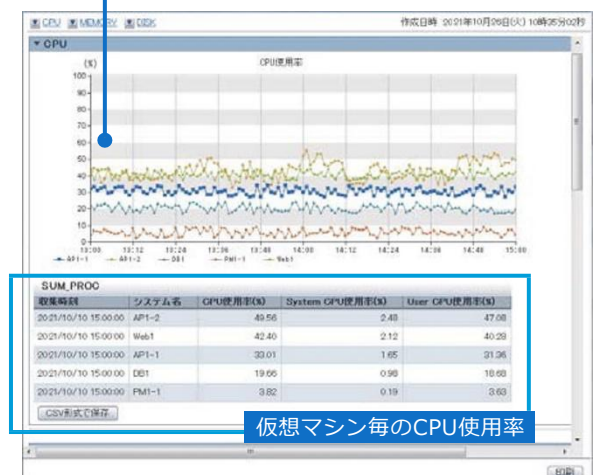 CPU MEMORY DISK 作成日時 2021年10月26日(火) 10時35分02秒
CPU
(%) CPU使用率
100
90
80
70
60
50
40
30
20
10
0
13:00 13:12 13:24 13:36 13:48 14:00 14:12 14:24 14:36 14:48 15:00
AP1-1 AP1-2 DB1 PM1-1 Web1
SUM_PROC
収集時刻 システム名 CPU使用率(%) System CPU使用率(%) User CPU使用率(%)
2021/10/10 15:00:00 AP1-2 49.56 2.48 47.08
2021/10/10 15:00:00 Web1 42.40 2.12 40.29
2021/10/10 15:00:00 AP1-1 33.01 1.65 31.36
2021/10/10 15:00:00 DB1 19.66 0.98 18.68
2021/10/10 15:00:00 PM1-1 3.82 0.19 3.63
CSV形式で保存
仮想マシン毎のCPU使用率
印刷